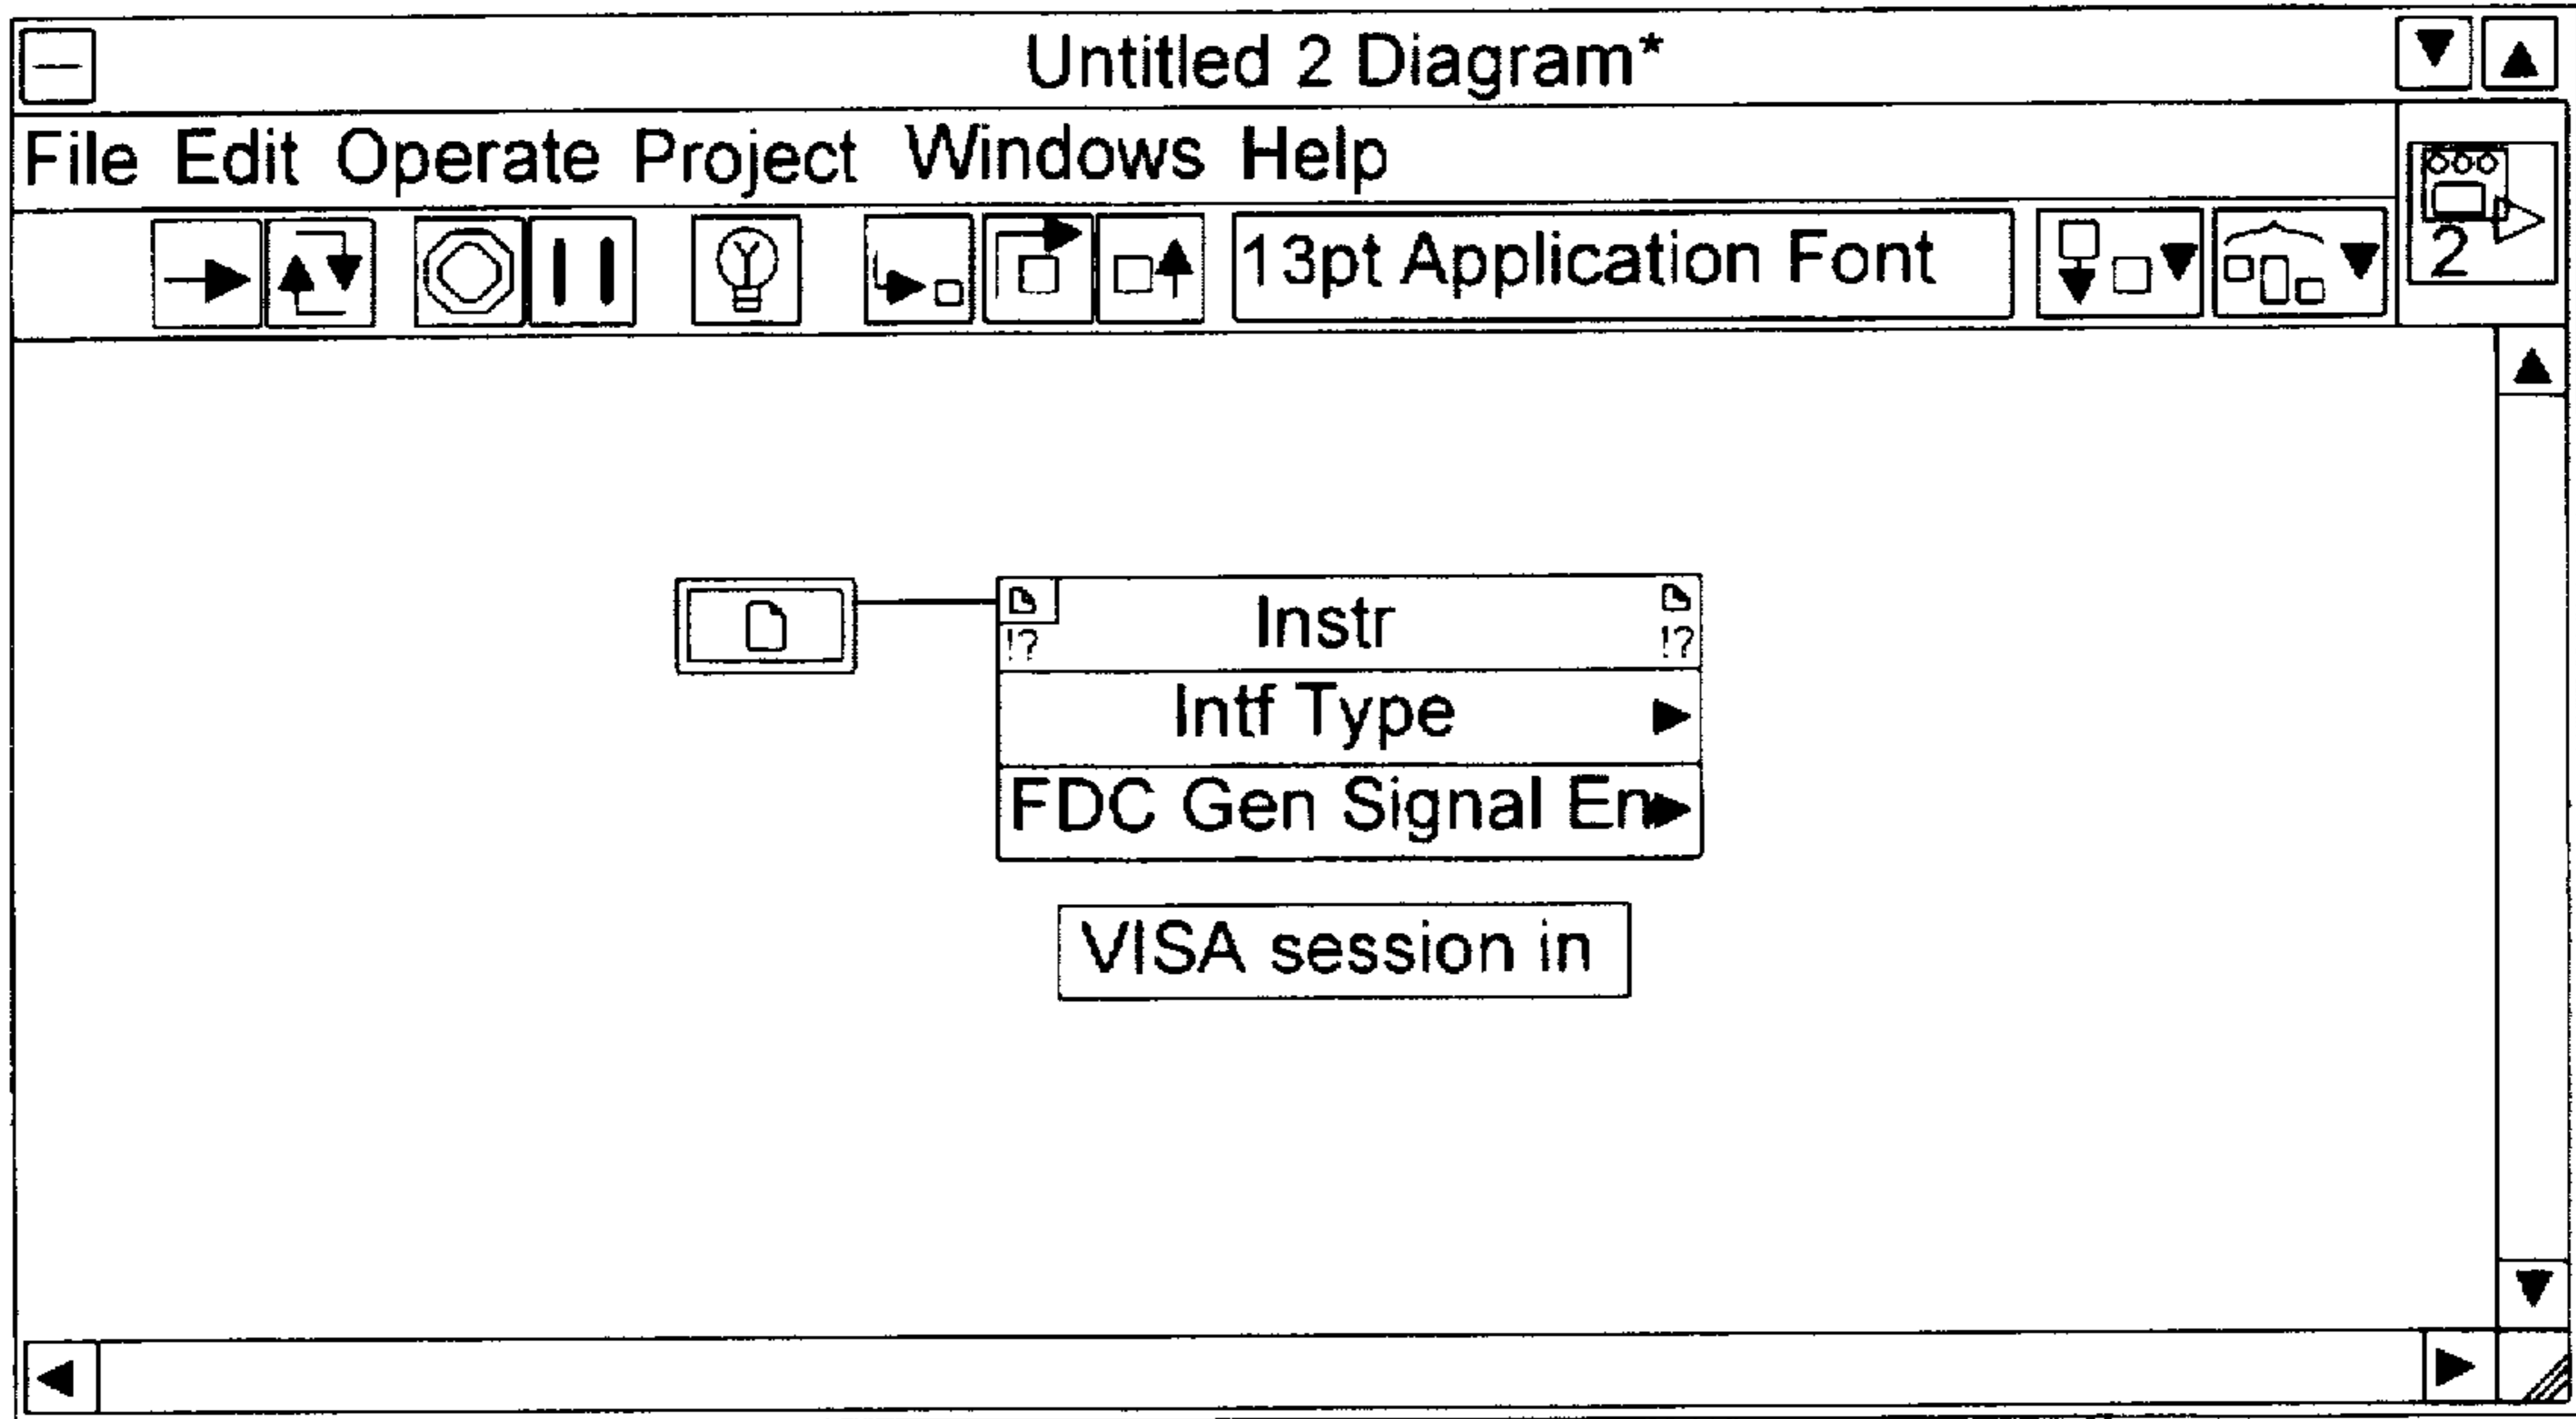 Untitled 2 Diagram*
File Edit Operate Project Windows Help
13pt Application Font
2
Instr
!? !?
Intf Type
FDC Gen Signal En
VISA session in